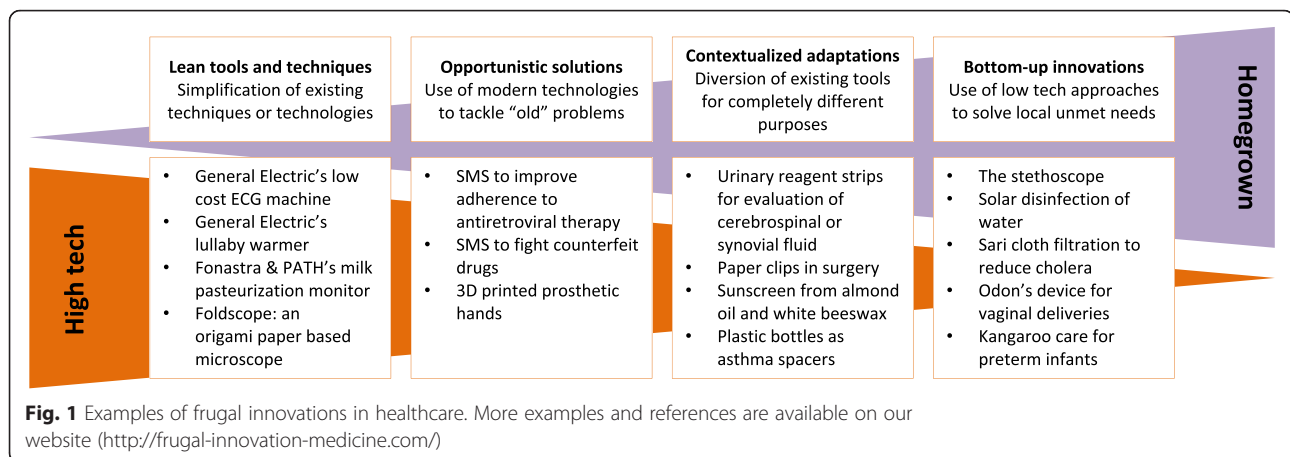 Lean tools and techniques
Simplification of existing
techniques or technologies
Opportunistic solutions
Use of modern technologies
to tackle “old” problems
Contextualized adaptations
Diversion of existing tools
for completely different
purposes
Bottom-up innovations
Use of low tech approaches
to solve local unmet needs
Homegrown
High tech
• General Electric’s low
cost ECG machine
• General Electric’s
lullaby warmer
• Fonastra & PATH’s milk
pasteurization monitor
• Foldscope: an
origami paper based
microscope
• SMS to improve
adherence to
antiretroviral therapy
• SMS to fight counterfeit
drugs
• 3D printed prosthetic
hands
• Urinary reagent strips
for evaluation of
cerebrospinal or
synovial fluid
• Paper clips in surgery
• Sunscreen from almond
oil and white beeswax
• Plastic bottles as
asthma spacers
• The stethoscope
• Solar disinfection of
water
• Sari cloth filtration to
reduce cholera
• Odon’s device for
vaginal deliveries
• Kangaroo care for
preterm infants
Fig. 1 Examples of frugal innovations in healthcare. More examples and references are available on our
website (http://frugal-innovation-medicine.com/)